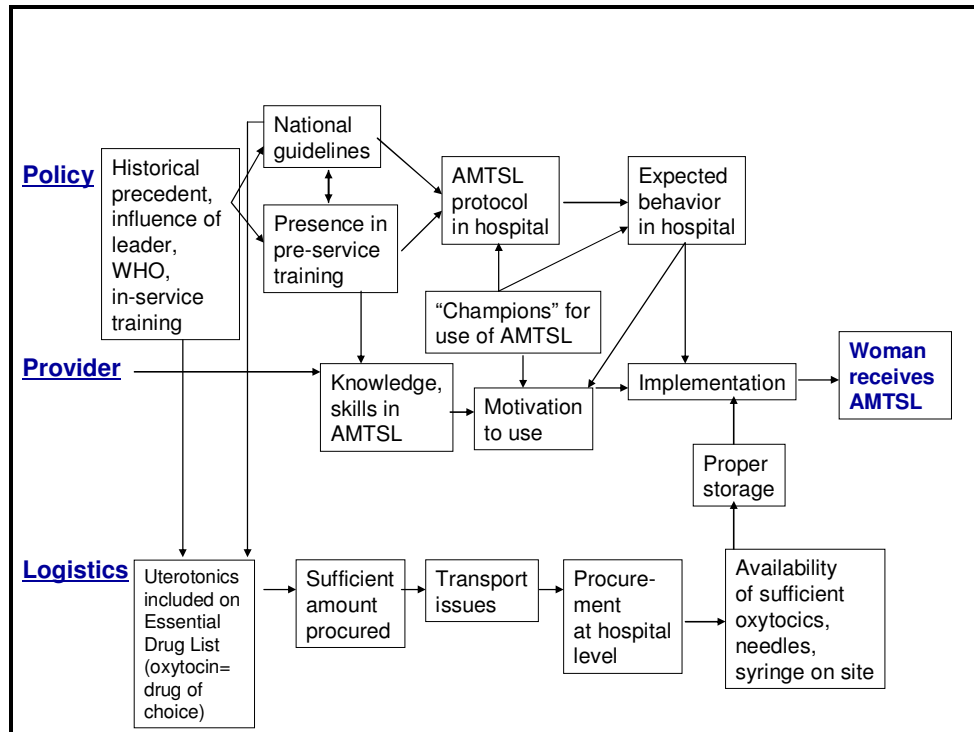 Policy
Historical
precedent,
influence of
leader,
WHO,
in-service
training
National
guidelines
Presence in
pre-service
training
AMTSL
protocol
in hospital
Expected
behavior
in hospital
“Champions” for
use of AMTSL
Provider
Knowledge,
skills in
AMTSL
Motivation
to use
Implementation
Woman
receives
AMTSL
Proper
storage
Logistics
Uterotonics
included on
Essential
Drug List
(oxytocin=
drug of
choice)
Sufficient
amount
procured
Transport
issues
Procure-
ment
at hospital
level
Availability
of sufficient
oxytocics,
needles,
syringe on site